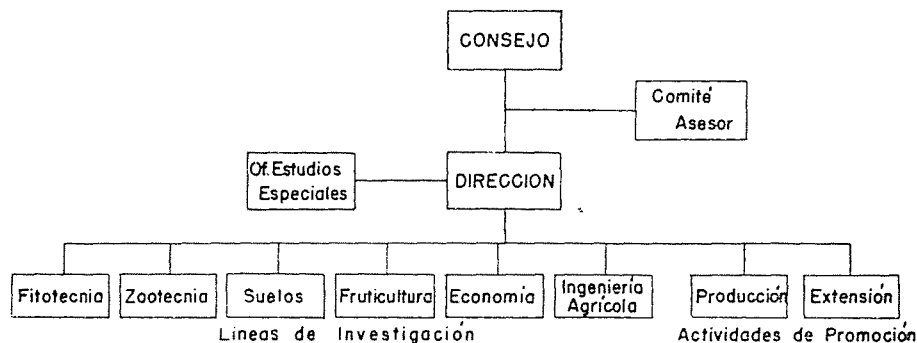 CONSEJO
Comité
Asesor
Of. Estudios
Especiales
DIRECCION
Fitotecnia
Zootecnia
Suelos
Fruticultura
Economía
Ingeniería
Agrícola
Producción
Extensión
Lineas de Investigación
Actividades de Promoción